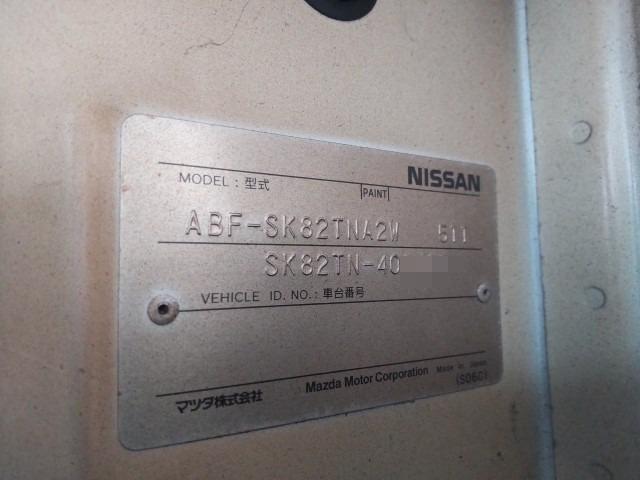 MODEL : 型式 PAINT NISSAN
ABF-SK82TNA2W 511
SK82TN-40
VEHICLE ID. NO. : 車台番号
マツダ株式会社 Mazda Motor Corporation Made in Japan
(S06C)